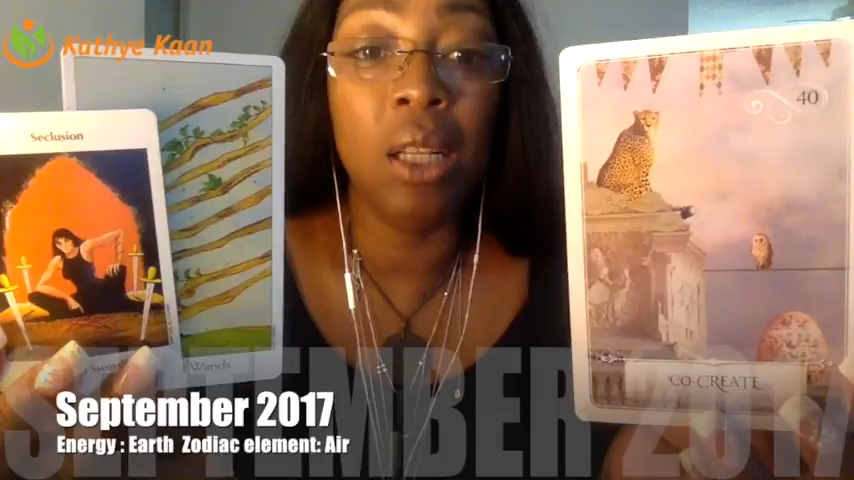 Kathye Kaan
Seclusion
Wands
40
CO-CREATE
SEPTEMBER 2017
September 2017
Energy : Earth Zodiac element: Air